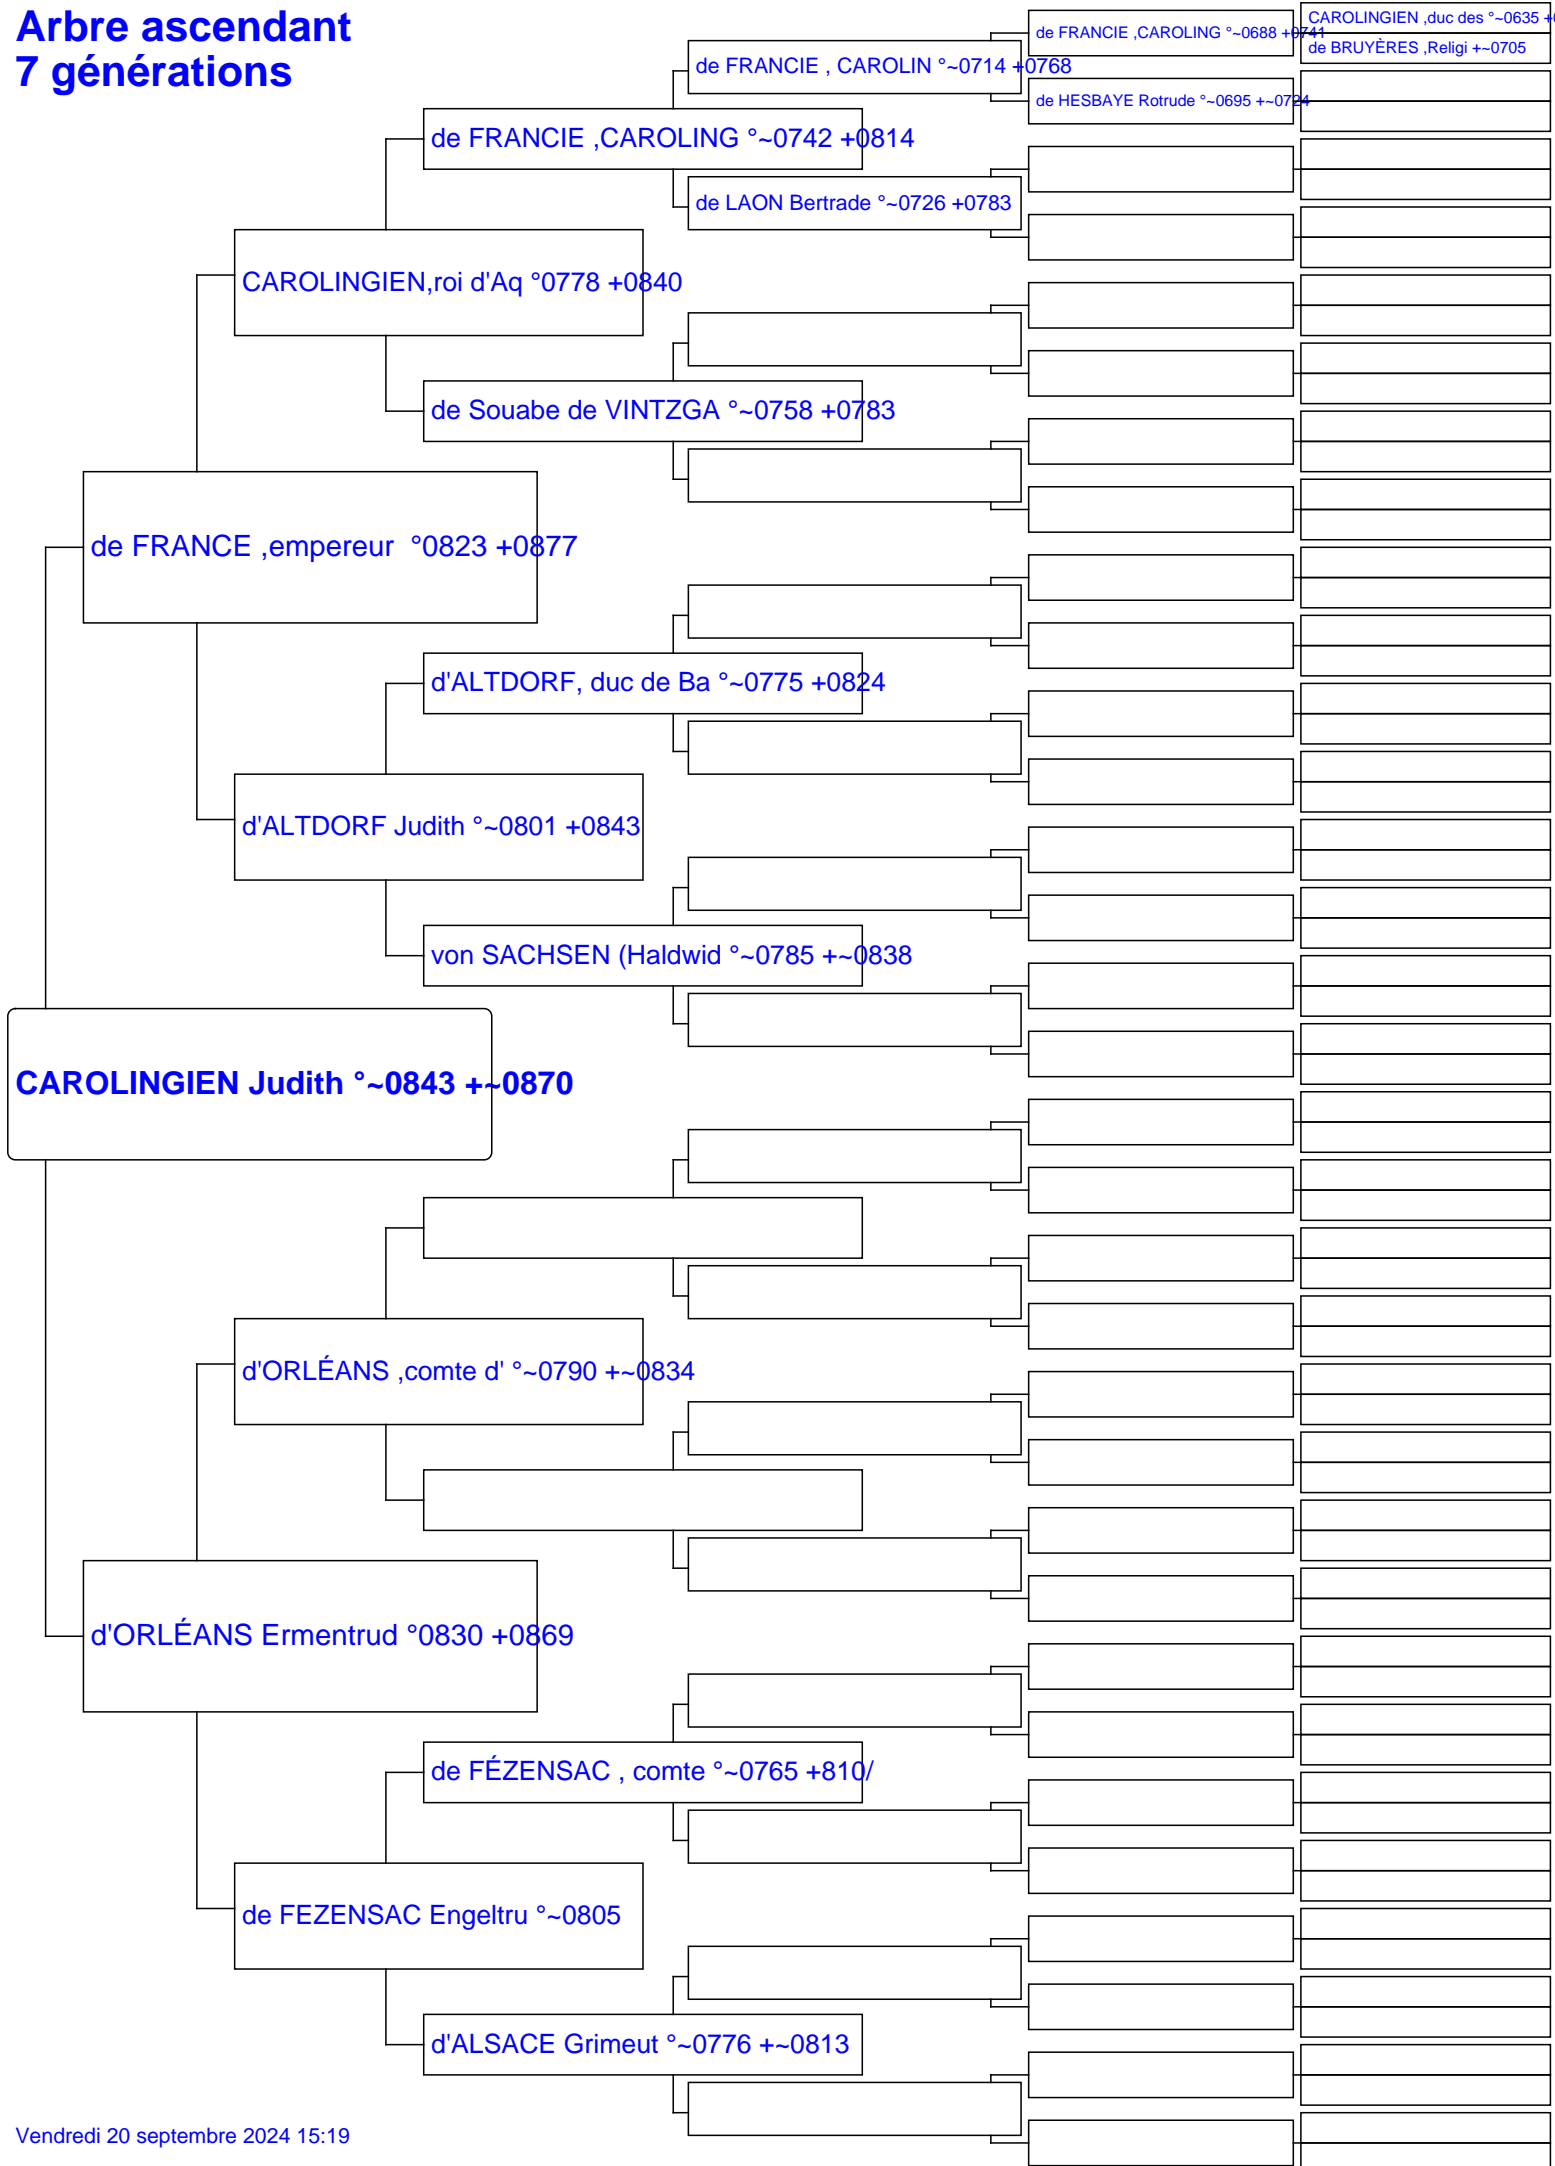 Arbre ascendant
7 générations
CAROLINGIEN ,duc des °~0635 +
de FRANCIE ,CAROLING °~0688 +0741
de BRUYÈRES ,Religi +~0705
de FRANCIE , CAROLIN °~0714 +0768
de HESBAYE Rotrude °~0695 +~0724
de FRANCIE ,CAROLING °~0742 +0814
de LAON Bertrade °~0726 +0783
CAROLINGIEN,roi d'Aq °0778 +0840
de Souabe de VINTZGA °~0758 +0783
de FRANCE ,empereur  °0823 +0877
d'ALTDORF, duc de Ba °~0775 +0824
d'ALTDORF Judith °~0801 +0843
von SACHSEN (Haldwid °~0785 +~0838
CAROLINGIEN Judith °~0843 +~0870
d'ORLÉANS ,comte d' °~0790 +~0834
d'ORLÉANS Ermentrud °0830 +0869
de FÉZENSAC , comte °~0765 +810/
de FEZENSAC Engeltru °~0805
d'ALSACE Grimeut °~0776 +~0813
Vendredi 20 septembre 2024 15:19